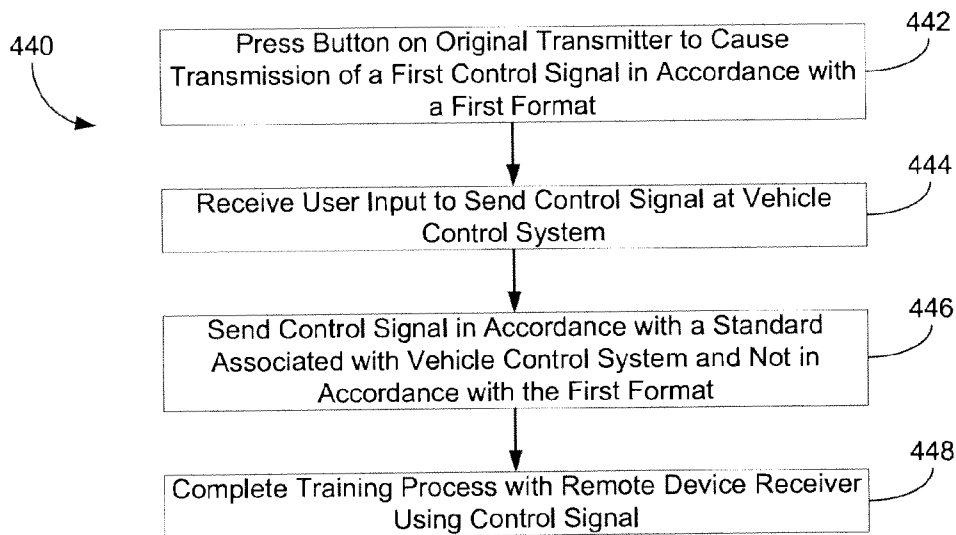 440
Press Button on Original Transmitter to Cause
Transmission of a First Control Signal in Accordance with
a First Format
442
Receive User Input to Send Control Signal at Vehicle
Control System
444
Send Control Signal in Accordance with a Standard
Associated with Vehicle Control System and Not in
Accordance with the First Format
446
Complete Training Process with Remote Device Receiver
Using Control Signal
448